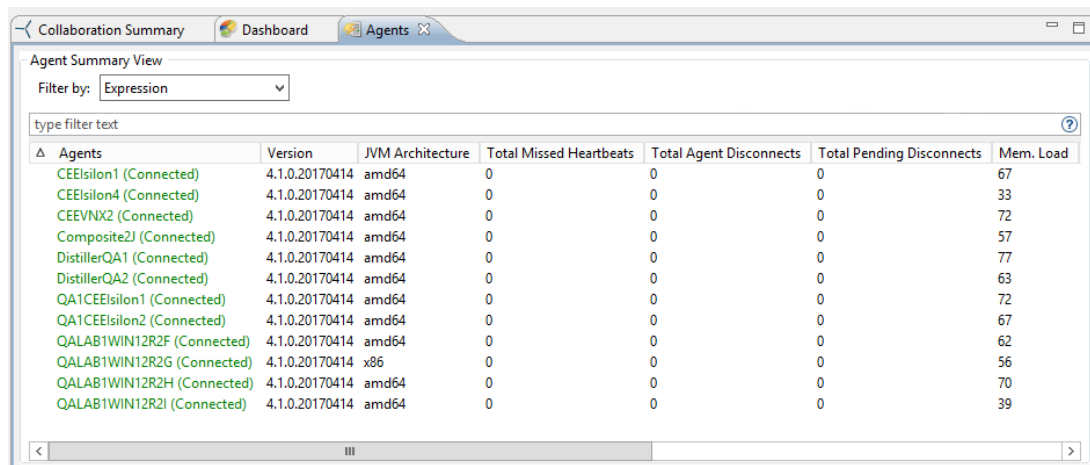 Collaboration Summary Dashboard Agents
Agent Summary View
Filter by: Expression
type filter text
Agents Version JVM Architecture Total Missed Heartbeats Total Agent Disconnects Total Pending Disconnects Mem. Load
CEEIsilon1 (Connected) 4.1.0.20170414 amd64 0 0 0 67
CEEIsilon4 (Connected) 4.1.0.20170414 amd64 0 0 0 33
CEEVNX2 (Connected) 4.1.0.20170414 amd64 0 0 0 72
Composite2J (Connected) 4.1.0.20170414 amd64 0 0 0 57
DistillerQA1 (Connected) 4.1.0.20170414 amd64 0 0 0 77
DistillerQA2 (Connected) 4.1.0.20170414 amd64 0 0 0 63
QA1CEEIsilon1 (Connected) 4.1.0.20170414 amd64 0 0 0 72
QA1CEEIsilon2 (Connected) 4.1.0.20170414 amd64 0 0 0 67
QALAB1WIN12R2F (Connected) 4.1.0.20170414 amd64 0 0 0 62
QALAB1WIN12R2G (Connected) 4.1.0.20170414 x86 0 0 0 56
QALAB1WIN12R2H (Connected) 4.1.0.20170414 amd64 0 0 0 70
QALAB1WIN12R2I (Connected) 4.1.0.20170414 amd64 0 0 0 39